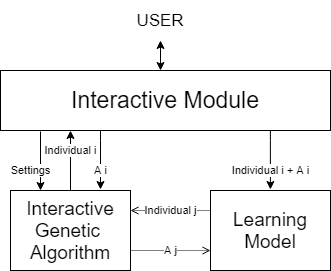 USER
Interactive Module
Individual i
Settings
A i
Individual i + A i
Interactive
Genetic
Algorithm
Individual j
A j
Learning
Model